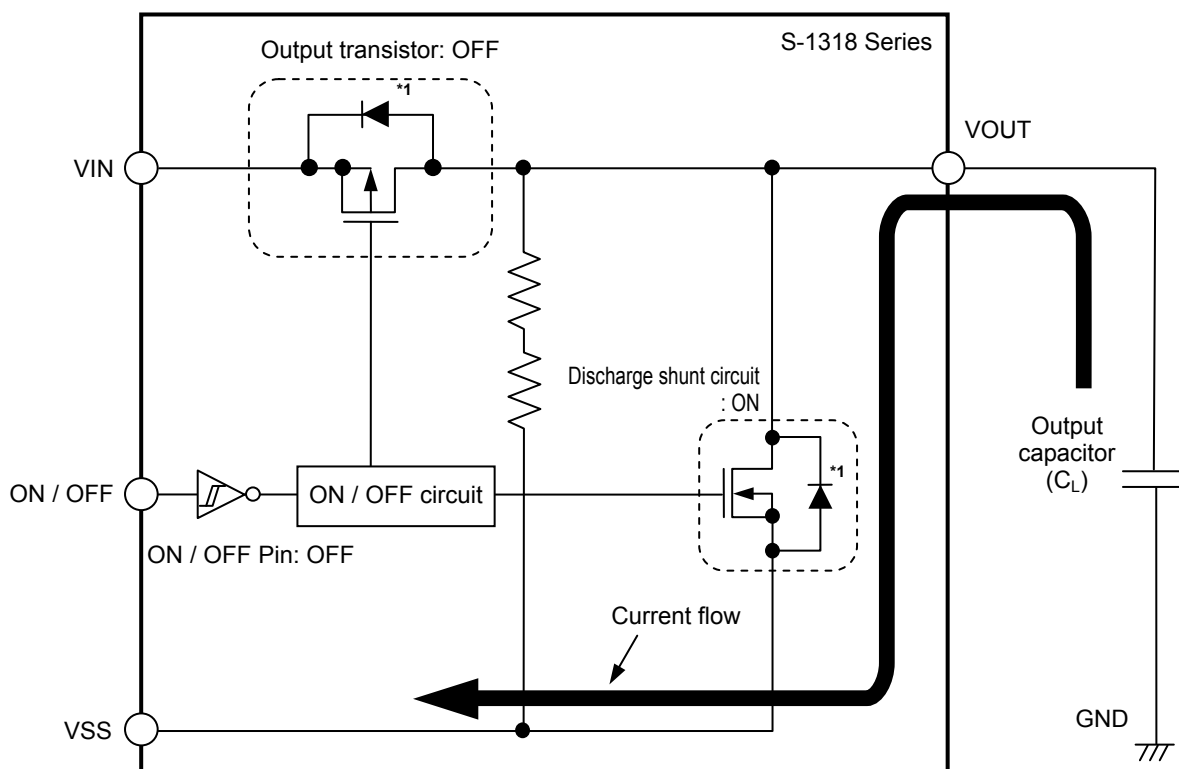 S-1318 Series
Output transistor: OFF
*1
VOUT
VIN
Discharge shunt circuit
: ON
*1
Output
capacitor
(CL)
ON / OFF
ON / OFF circuit
ON / OFF Pin: OFF
Current flow
GND
VSS